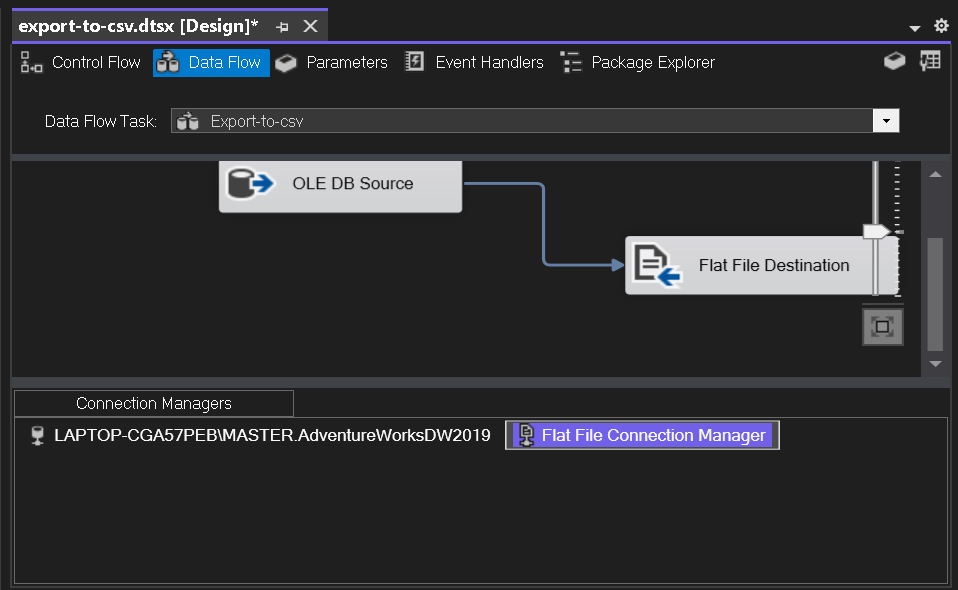 export-to-csv.dtsx [Design]*
Control Flow Data Flow Parameters Event Handlers Package Explorer
Data Flow Task: Export-to-csv
OLE DB Source
Flat File Destination
Connection Managers
LAPTOP-CGA57PEB\MASTER.AdventureWorksDW2019 Flat File Connection Manager